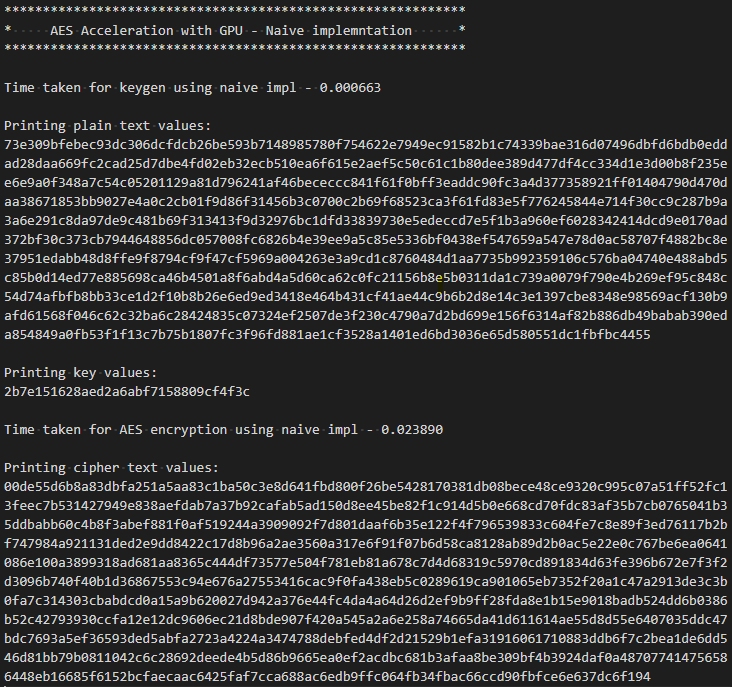 ************************************************************
*     AES Acceleration with GPU - Naive implemntation      *
************************************************************
Time taken for keygen using naive impl - 0.000663
Printing plain text values:
73e309bfebec93dc306dcfdcb26be593b7148985780f754622e7949ec91582b1c74339bae316d07496dbfd6bdb0edd
ad28daa669fc2cad25d7dbe4fd02eb32ecb510ea6f615e2aef5c50c61c1b80dee389d477df4cc334d1e3d00b8f235e
e6e9a0f348a7c54c05201129a81d796241af46bececcc841f61f0bff3eaddc90fc3a4d377358921ff01404790d470d
aa38671853bb9027e4a0c2cb01f9d86f31456b3c0700c2b69f68523ca3f61fd83e5f776245844e714f30cc9c287b9a
3a6e291c8da97de9c481b69f313413f9d32976bc1dfd33839730e5edeccd7e5f1b3a960ef6028342414dcd9e0170ad
372bf30c373cb7944648856dc057008fc6826b4e39ee9a5c85e5336bf0438ef547659a547e78d0ac58707f4882bc8e
37951edabb48d8ffe9f8794cf9f47cf5969a004263e3a9cd1c8760484d1aa7735b992359106c576ba04740e488abd5
c85b0d14ed77e885698ca46b4501a8f6abd4a5d60ca62c0fc21156b8e5b0311da1c739a0079f790e4b269ef95c848c
54d74afbfb8bb33ce1d2f10b8b26e6ed9ed3418e464b431cf41ae44c9b6b2d8e14c3e1397cbe8348e98569acf130b9
afd61568f046c62c32ba6c28424835c07324ef2507de3f230c4790a7d2bd699e156f6314af82b886db49babab390ed
a854849a0fb53f1f13c7b75b1807fc3f96fd881ae1cf3528a1401ed6bd3036e65d580551dc1fbfbc4455
Printing key values:
2b7e151628aed2a6abf7158809cf4f3c
Time taken for AES encryption using naive impl - 0.023890
Printing cipher text values:
00de55d6b8a83dbfa251a5aa83c1ba50c3e8d641fbd800f26be5428170381db08bece48ce9320c995c07a51ff52fc1
3feec7b531427949e838aefdab7a37b92cafab5ad150d8ee45be82f1c914d5b0e668cd70fdc83af35b7cb0765041b3
5ddbabb60c4b8f3abef881f0af519244a3909092f7d801daaf6b35e122f4f796539833c604fe7c8e89f3ed76117b2b
f747984a921131ded2e9dd8422c17d8b96a2ae3560a317e6f91f07b6d58ca8128ab89d2b0ac5e22e0c767be6ea0641
086e100a3899318ad681aa8365c444df73577e504f781eb81a678c7d4d68319c5970cd891834d63fe396b672e7f3f2
d3096b740f40b1d36867553c94e676a27553416cac9f0fa438eb5c0289619ca901065eb7352f20a1c47a2913de3c3b
0fa7c314303cbabdcd0a15a9b620027d942a376e44fc4da4a64d26d2ef9b9ff28fda8e1b15e9018badb524dd6b0386
b52c42793930ccfa12e12dc9606ec21d8bde907f420a545a2a6e258a74665da41d611614ae55d8d55e6407035ddc47
bdc7693a5ef36593ded5abfa2723a4224a3474788debfed4df2d21529b1efa31916061710883ddb6f7c2bea1de6dd5
46d81bb79b0811042c6c28692deede4b5d86b9665ea0ef2acdbc681b3afaa8be309bf4b3924daf0a48707741475658
6448eb16685f6152bcfaecaac6425faf7cca688ac6edb9ffc064fb34fbac66ccd90fbfce6e637dc6f194